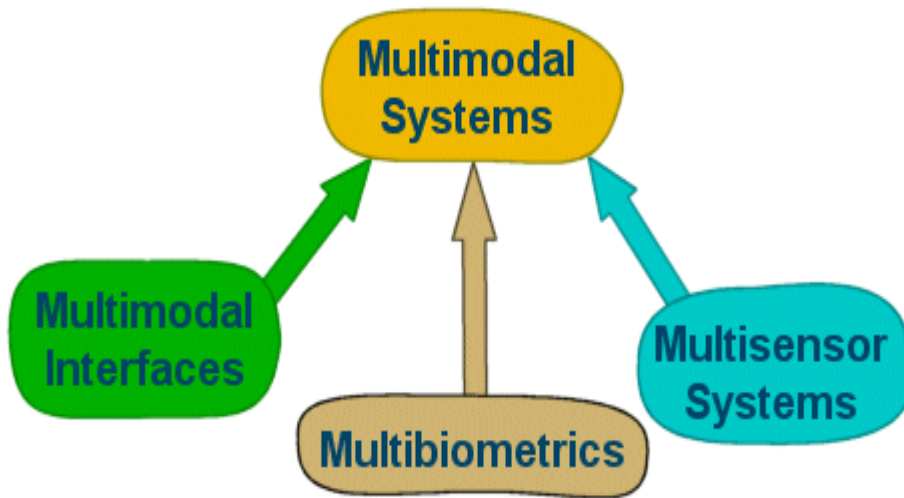 Multimodal
Systems
Multimodal
Interfaces
Multisensor
Systems
Multibiometrics